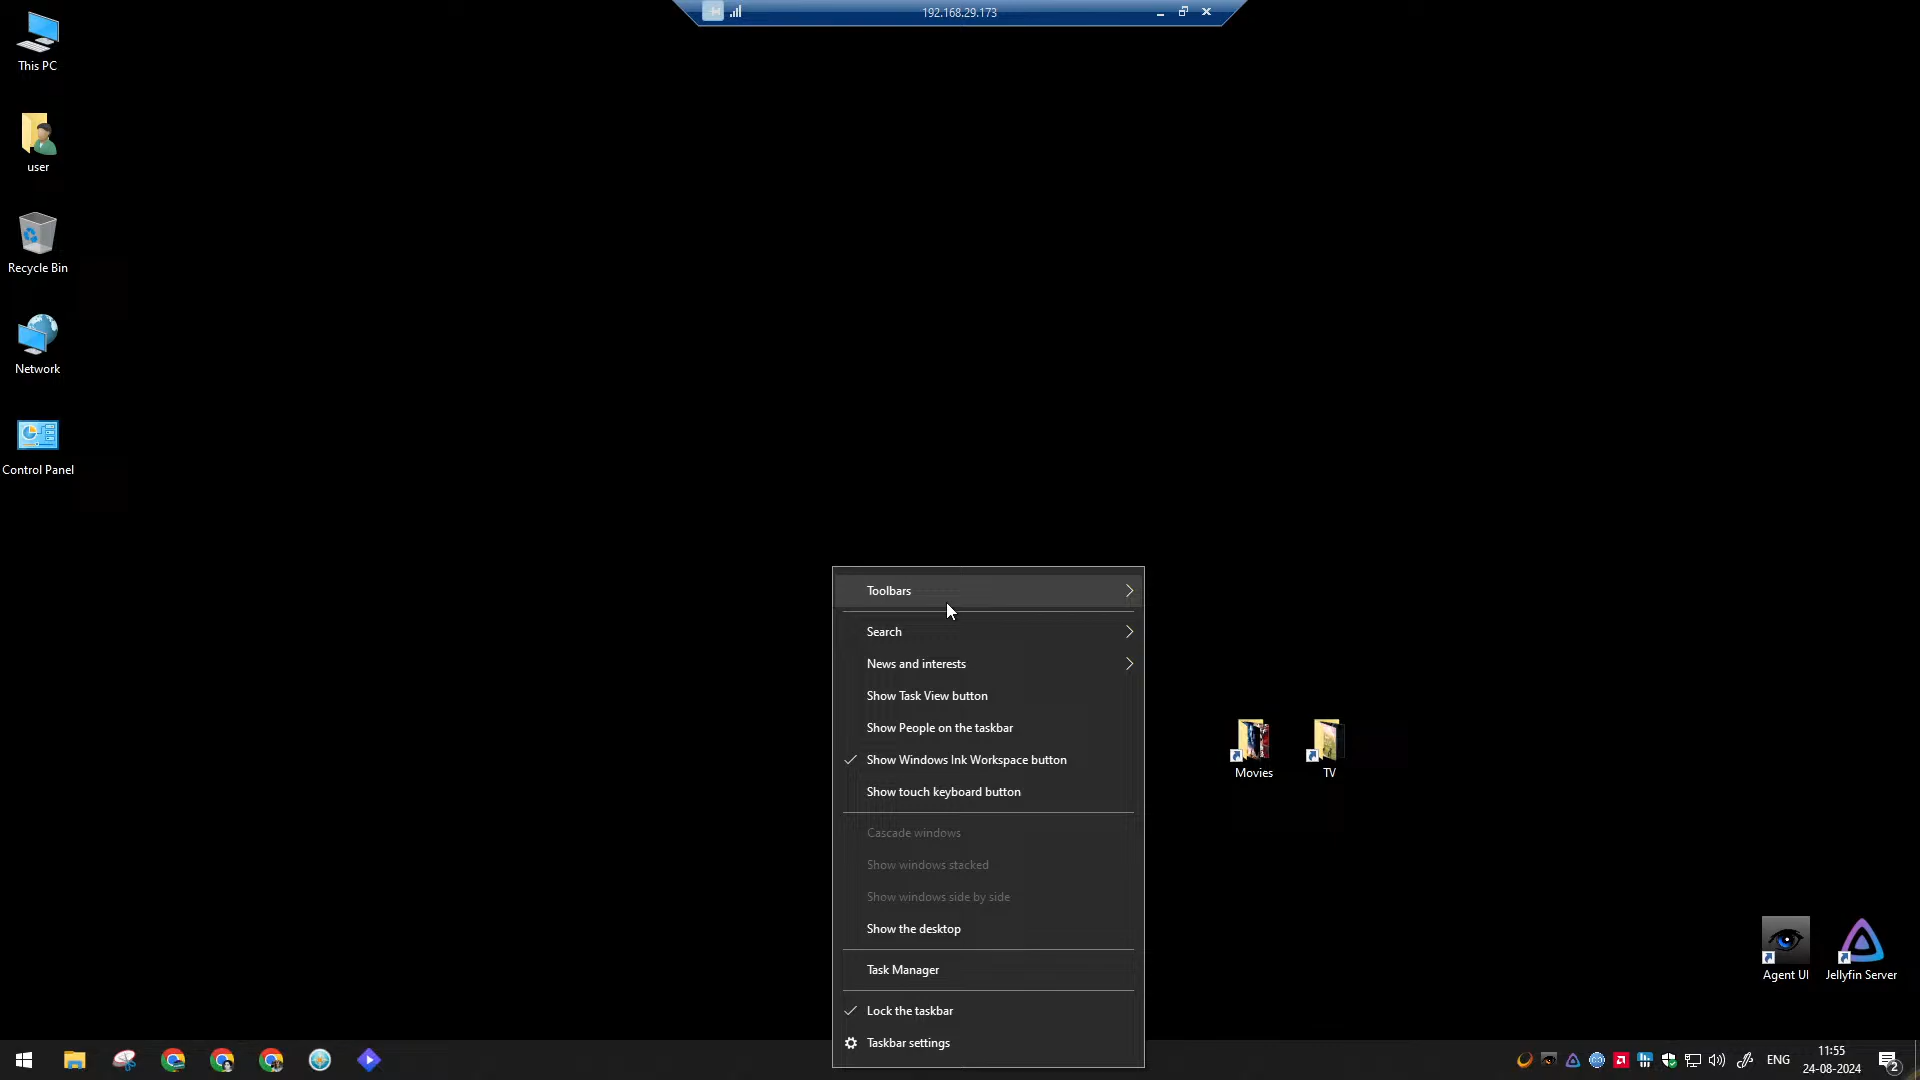 192.168.29.173
This PC
user
Recycle Bin
Network
Control Panel
Toolbars
Search
News and interests
Show Task View button
Show People on the taskbar
Show Windows Ink Workspace button
Show touch keyboard button
Cascade windows
Show windows stacked
Show windows side by side
Show the desktop
Task Manager
Lock the taskbar
Taskbar settings
Movies
TV
Agent UI
Jellyfin Server
ENG
11:55
24-08-2024
2